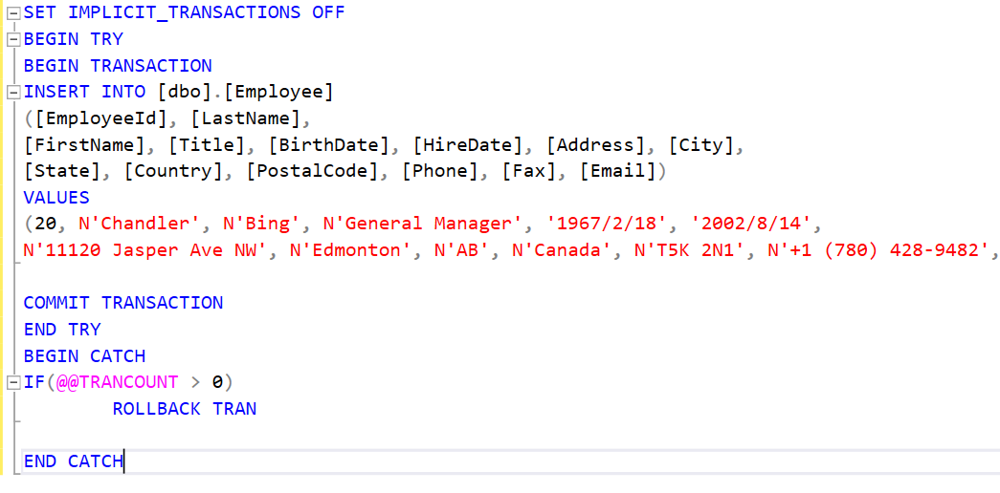 SET IMPLICIT_TRANSACTIONS OFF
BEGIN TRY
BEGIN TRANSACTION
INSERT INTO [dbo].[Employee]
([EmployeeId], [LastName],
[FirstName], [Title], [BirthDate], [HireDate], [Address], [City],
[State], [Country], [PostalCode], [Phone], [Fax], [Email])
VALUES
(20, N'Chandler', N'Bing', N'General Manager', '1967/2/18', '2002/8/14',
N'11120 Jasper Ave NW', N'Edmonton', N'AB', N'Canada', N'T5K 2N1', N'+1 (780) 428-9482',
COMMIT TRANSACTION
END TRY
BEGIN CATCH
IF(@@TRANCOUNT > 0)
ROLLBACK TRAN
END CATCH